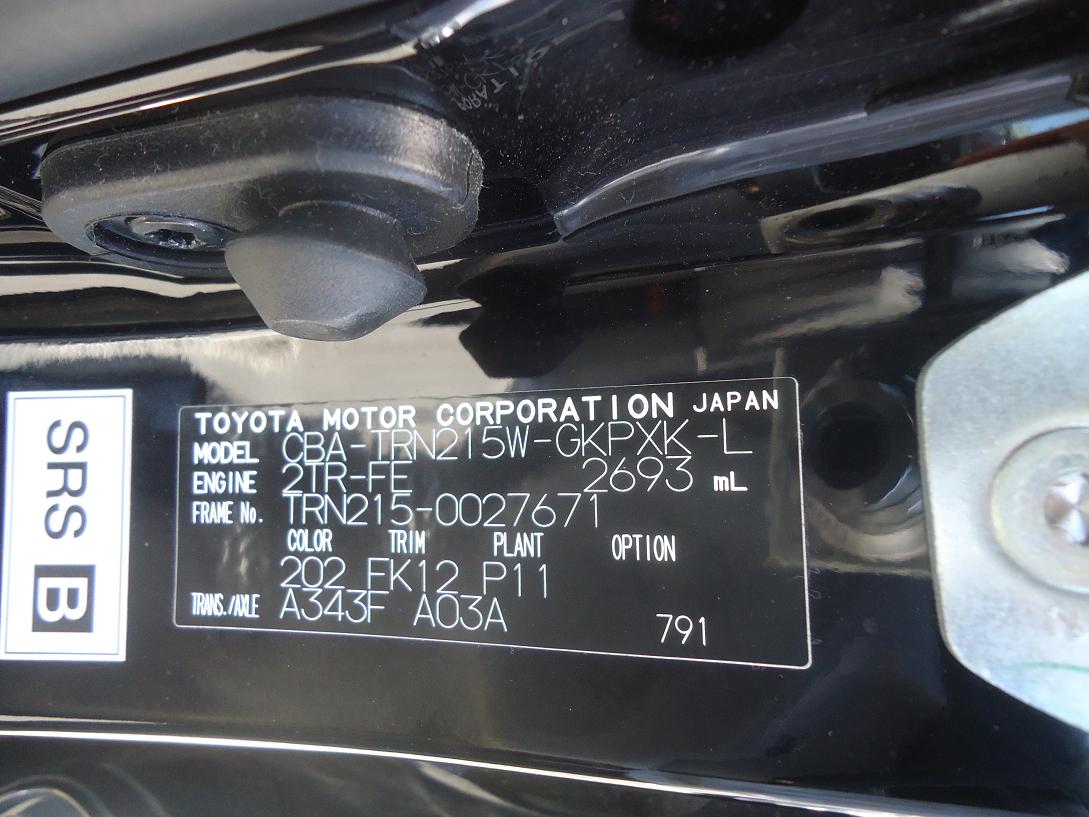 TOYOTA MOTOR CORPORATION JAPAN
MODEL CBA-TRN215W-GKPXK-L
ENGINE 2TR-FE 2693 mL
FRAME No. TRN215-0027671
COLOR TRIM PLANT OPTION
202 FK12 P11
TRANS./AXLE A343F A03A 791
SRS B